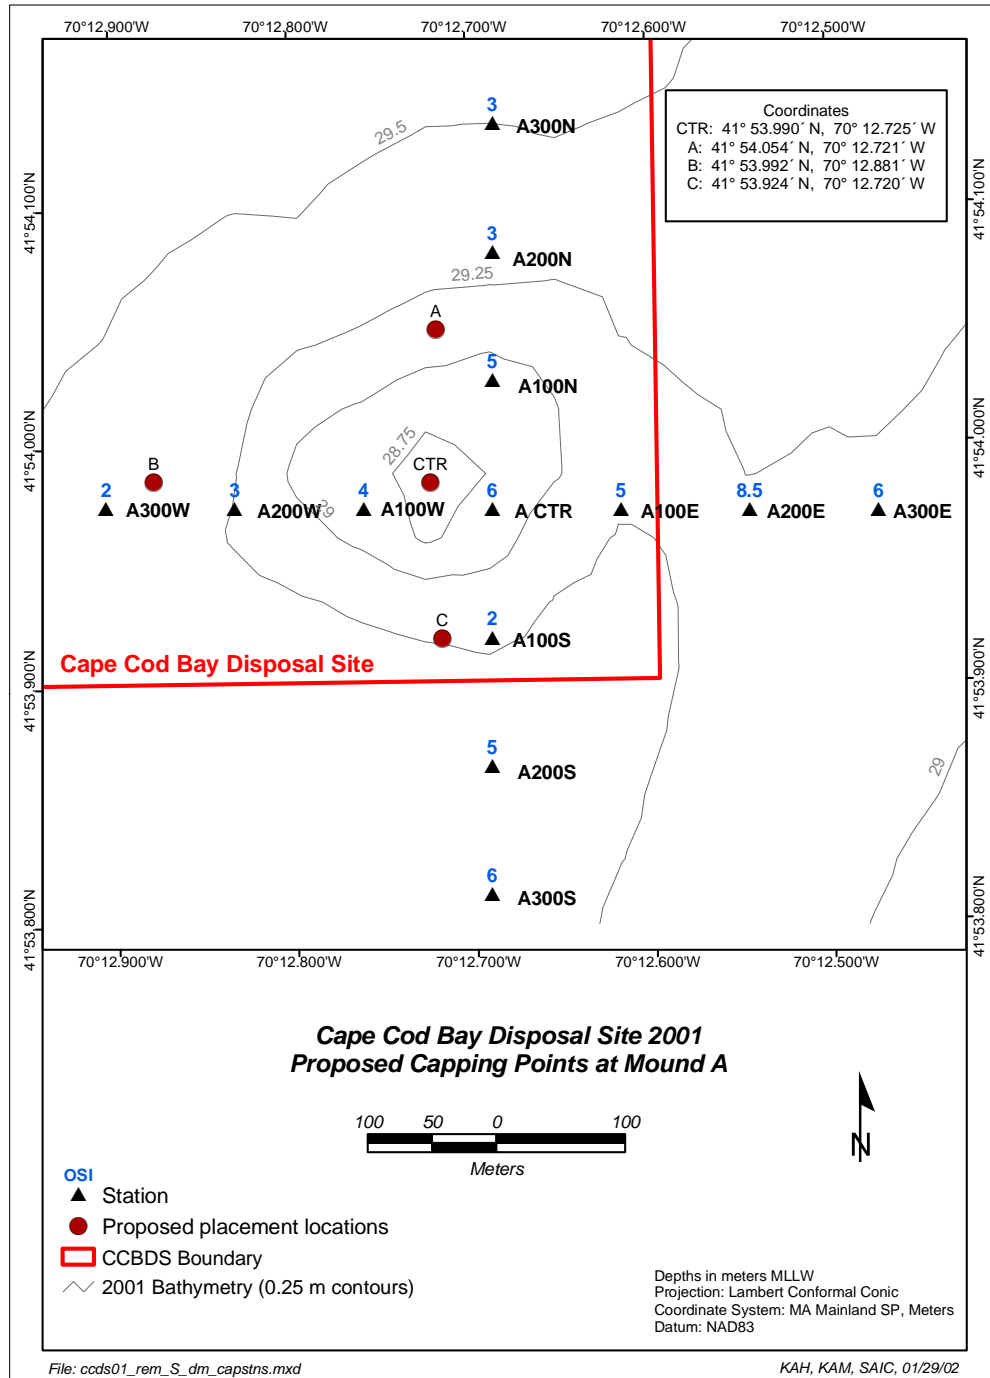 70°12.900'W 70°12.800'W 70°12.700'W 70°12.600'W 70°12.500'W
3
A300N
29.5
Coordinates
CTR: 41° 53.990´ N, 70° 12.725´ W
A: 41° 54.054´ N, 70° 12.721´ W
B: 41° 53.992´ N, 70° 12.881´ W
C: 41° 53.924´ N, 70° 12.720´ W
41°54.100'N 41°54.100'N
3
A200N
29.25
A
5
A100N
28.75
41°54.000'N 41°54.000'N
B CTR
2 3 4 6 5 8.5 6
A300W A200W A100W A CTR A100E A200E A300E
29
C
2
A100S
Cape Cod Bay Disposal Site
41°53.900'N 41°53.900'N
5
A200S
29
6
A300S
41°53.800'N 41°53.800'N
70°12.900'W 70°12.800'W 70°12.700'W 70°12.600'W 70°12.500'W
Cape Cod Bay Disposal Site 2001
Proposed Capping Points at Mound A
100 50 0 100
Meters
N
OSI
Station
Proposed placement locations
CCBDS Boundary
2001 Bathymetry (0.25 m contours)
Depths in meters MLLW
Projection: Lambert Conformal Conic
Coordinate System: MA Mainland SP, Meters
Datum: NAD83
File: ccds01_rem_S_dm_capstns.mxd
KAH, KAM, SAIC, 01/29/02